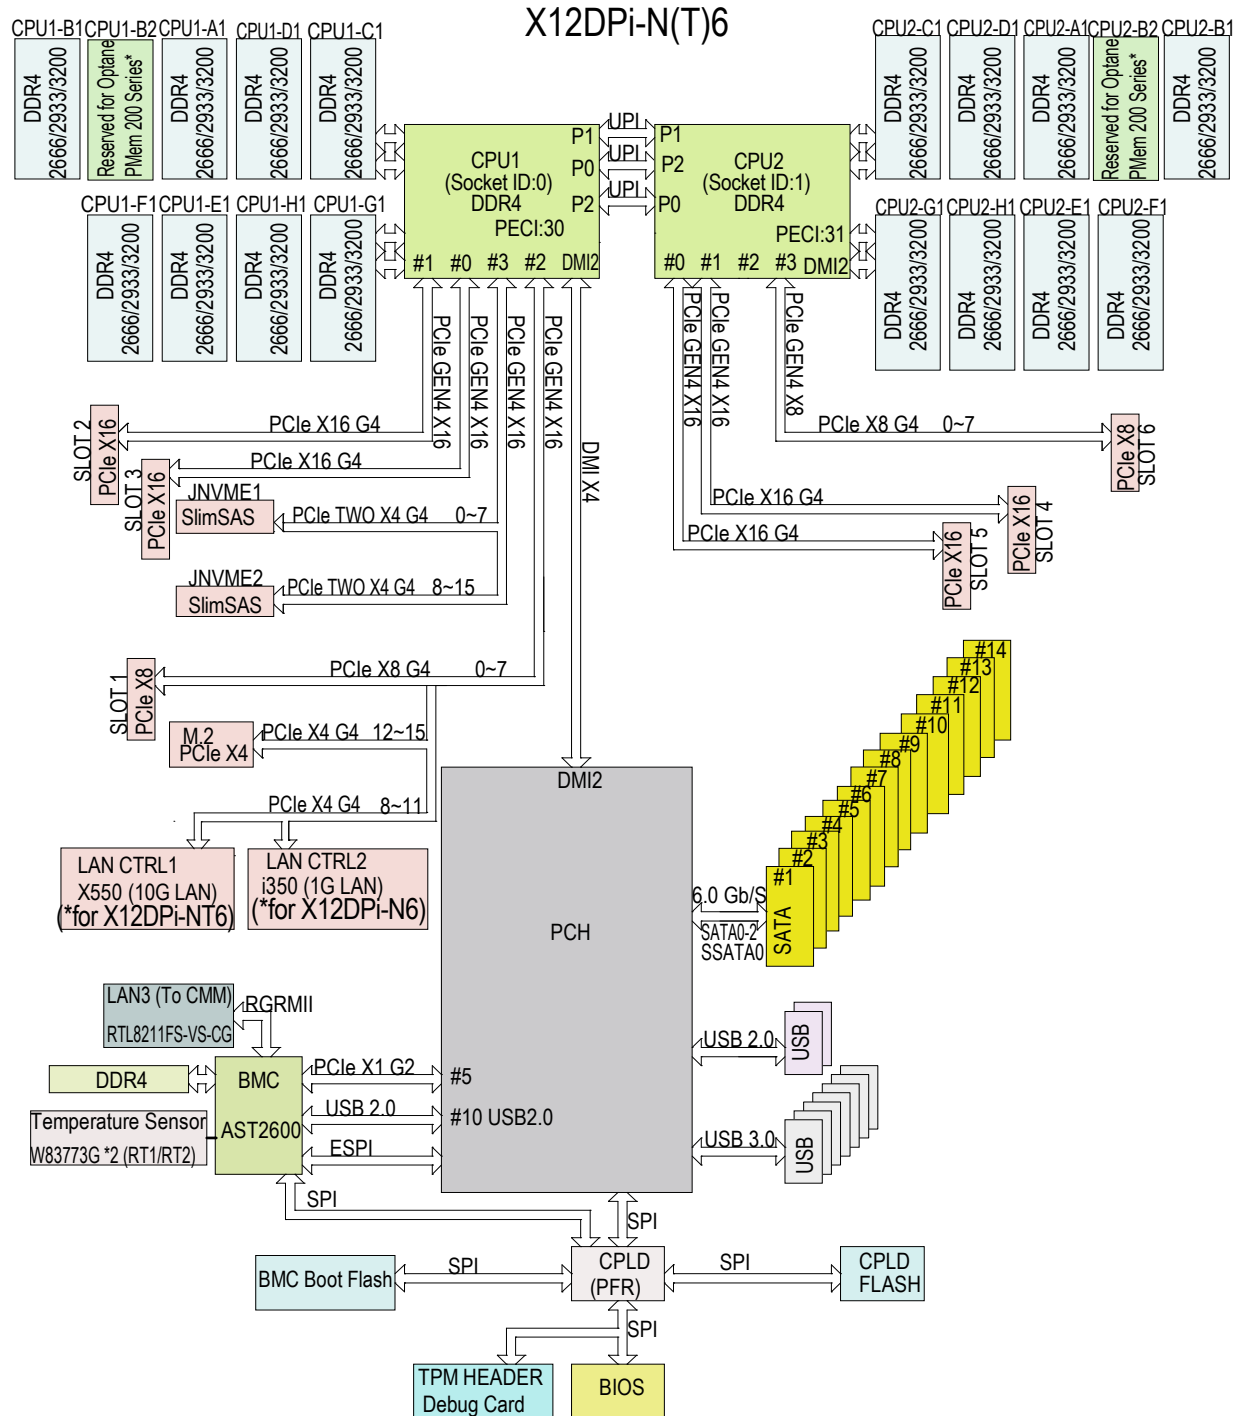 X12DPi-N(T)6
CPU1-B1
CPU1-B2
CPU1-A1
CPU1-D1
CPU1-C1
DDR4
2666/2933/3200
Reserved for Optane
PMem 200 Series*
DDR4
2666/2933/3200
DDR4
2666/2933/3200
DDR4
2666/2933/3200
CPU2-C1
CPU2-D1
CPU2-A1
CPU2-B2
CPU2-B1
DDR4
2666/2933/3200
DDR4
2666/2933/3200
DDR4
2666/2933/3200
Reserved for Optane
PMem 200 Series*
DDR4
2666/2933/3200
CPU1
(Socket ID:0)
DDR4
PECI:30
P1
P0
P2
#1
#0
#3
#2
DMI2
UPI
UPI
UPI
CPU2
(Socket ID:1)
DDR4
PECI:31
P1
P2
P0
#0
#1
#2
#3
DMI2
CPU1-F1
CPU1-E1
CPU1-H1
CPU1-G1
DDR4
2666/2933/3200
DDR4
2666/2933/3200
DDR4
2666/2933/3200
DDR4
2666/2933/3200
CPU2-G1
CPU2-H1
CPU2-E1
CPU2-F1
DDR4
2666/2933/3200
DDR4
2666/2933/3200
DDR4
2666/2933/3200
DDR4
2666/2933/3200
PCIe GEN4 X16
PCIe GEN4 X16
PCIe GEN4 X16
PCIe GEN4 X16
DMI X4
PCIe GEN4 X16
PCIe GEN4 X16
PCIe GEN4 X8
SLOT 2
PCIe X16
PCIe X16 G4
SLOT 3
PCIe X16
PCIe X16 G4
JNVME1
SlimSAS
PCIe TWO X4 G4 0~7
JNVME2
SlimSAS
PCIe TWO X4 G4 8~15
PCIe X8 G4 0~7
PCIe X8
SLOT 6
PCIe X16 G4
PCIe X16
SLOT 4
PCIe X16 G4
PCIe X16
SLOT 5
SLOT 1
PCIe X8
PCIe X8 G4 0~7
M.2
PCIe X4
PCIe X4 G4 12~15
PCIe X4 G4 8~11
LAN CTRL1
X550 (10G LAN)
(*for X12DPi-NT6)
LAN CTRL2
i350 (1G LAN)
(*for X12DPi-N6)
DMI2
PCH
#14
#13
#12
#11
#10
#9
#8
#7
#6
#5
#4
#3
#2
#1
SATA
6.0 Gb/S
SATA0-2
SSATA0
LAN3 (To CMM)
RTL8211FS-VS-CG
RGRMII
DDR4
BMC
AST2600
Temperature Sensor
W83773G *2 (RT1/RT2)
PCIe X1 G2
#5
USB 2.0
#10 USB2.0
ESPI
USB 2.0
USB
USB 3.0
USB
SPI
SPI
BMC Boot Flash
SPI
CPLD
(PFR)
SPI
CPLD
FLASH
SPI
TPM HEADER
Debug Card
BIOS